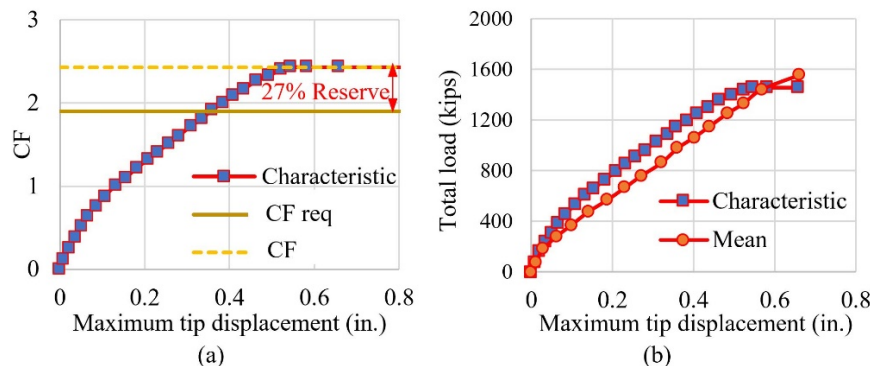 3
2
1
0
CF
27% Reserve
Characteristic
CF req
CF
0
0.2
0.4
0.6
0.8
Maximum tip displacement (in.)
(a)
2000
1600
1200
800
400
0
Total load (kips)
Characteristic
Mean
0
0.2
0.4
0.6
0.8
Maximum tip displacement (in.)
(b)